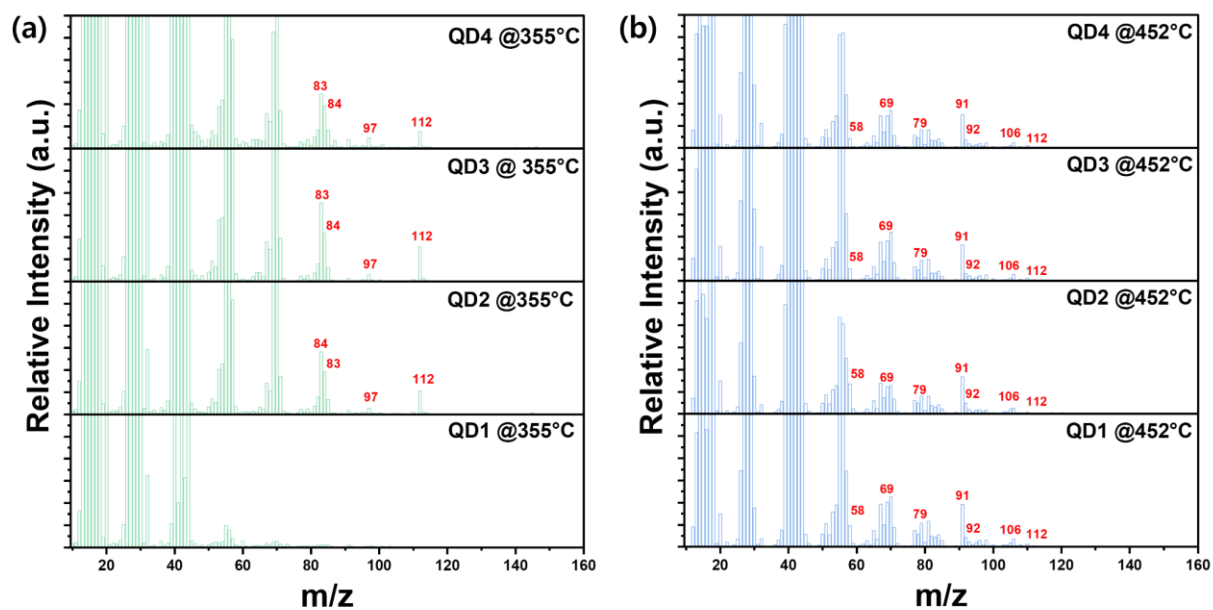 (a)
Relative Intensity (a.u.)
QD4 @355°C
83
84
97
112
QD3 @ 355°C
83
84
97
112
QD2 @355°C
84
83
97
112
QD1 @355°C
20 40 60 80 100 120 140 160
m/z
(b)
Relative Intensity (a.u.)
QD4 @452°C
58
69
79
91
92
106
112
QD3 @452°C
58
69
79
91
92
106
112
QD2 @452°C
58
69
79
91
92
106
112
QD1 @452°C
58
69
79
91
92
106
112
20 40 60 80 100 120 140 160
m/z